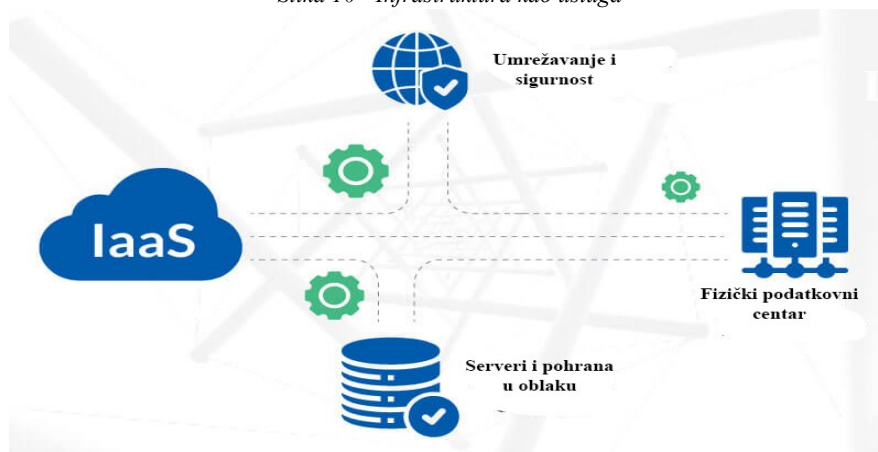 Umrežavanje i
sigurnost
IaaS
Fizički podatkovni
centar
Serveri i pohrana
u oblaku